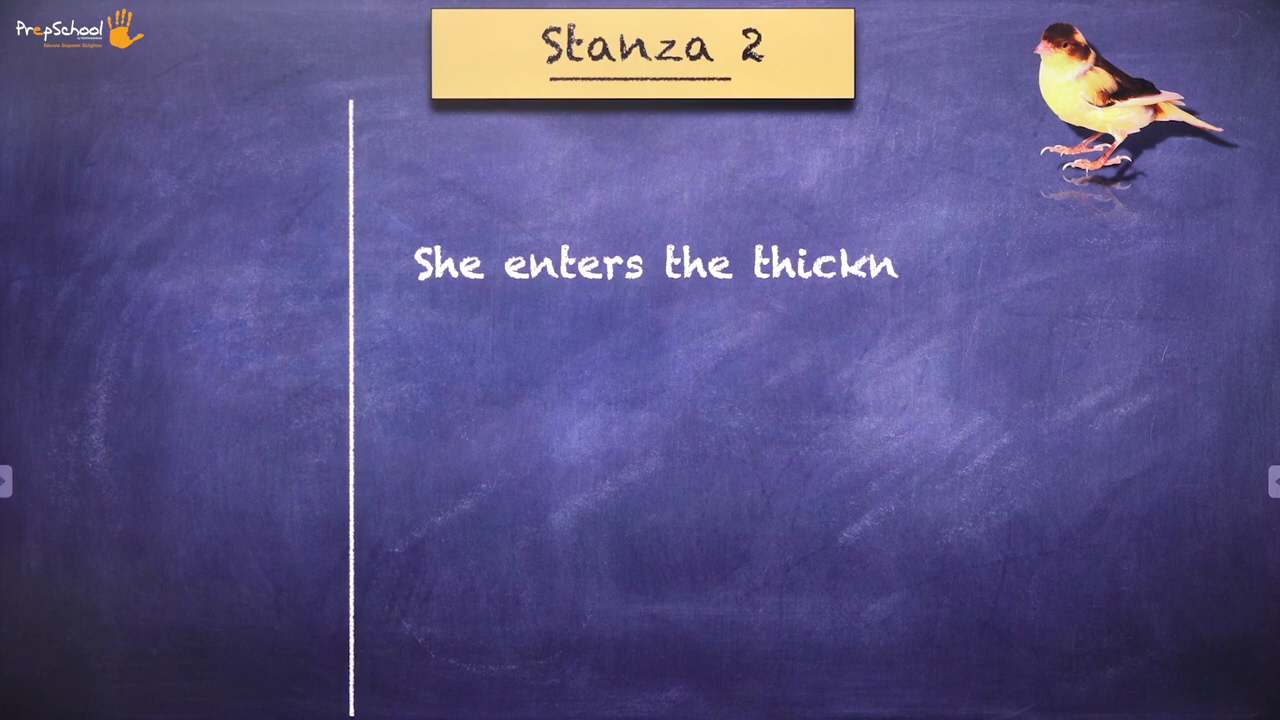 PrepSchool
Stanza 2
She enters the thickn